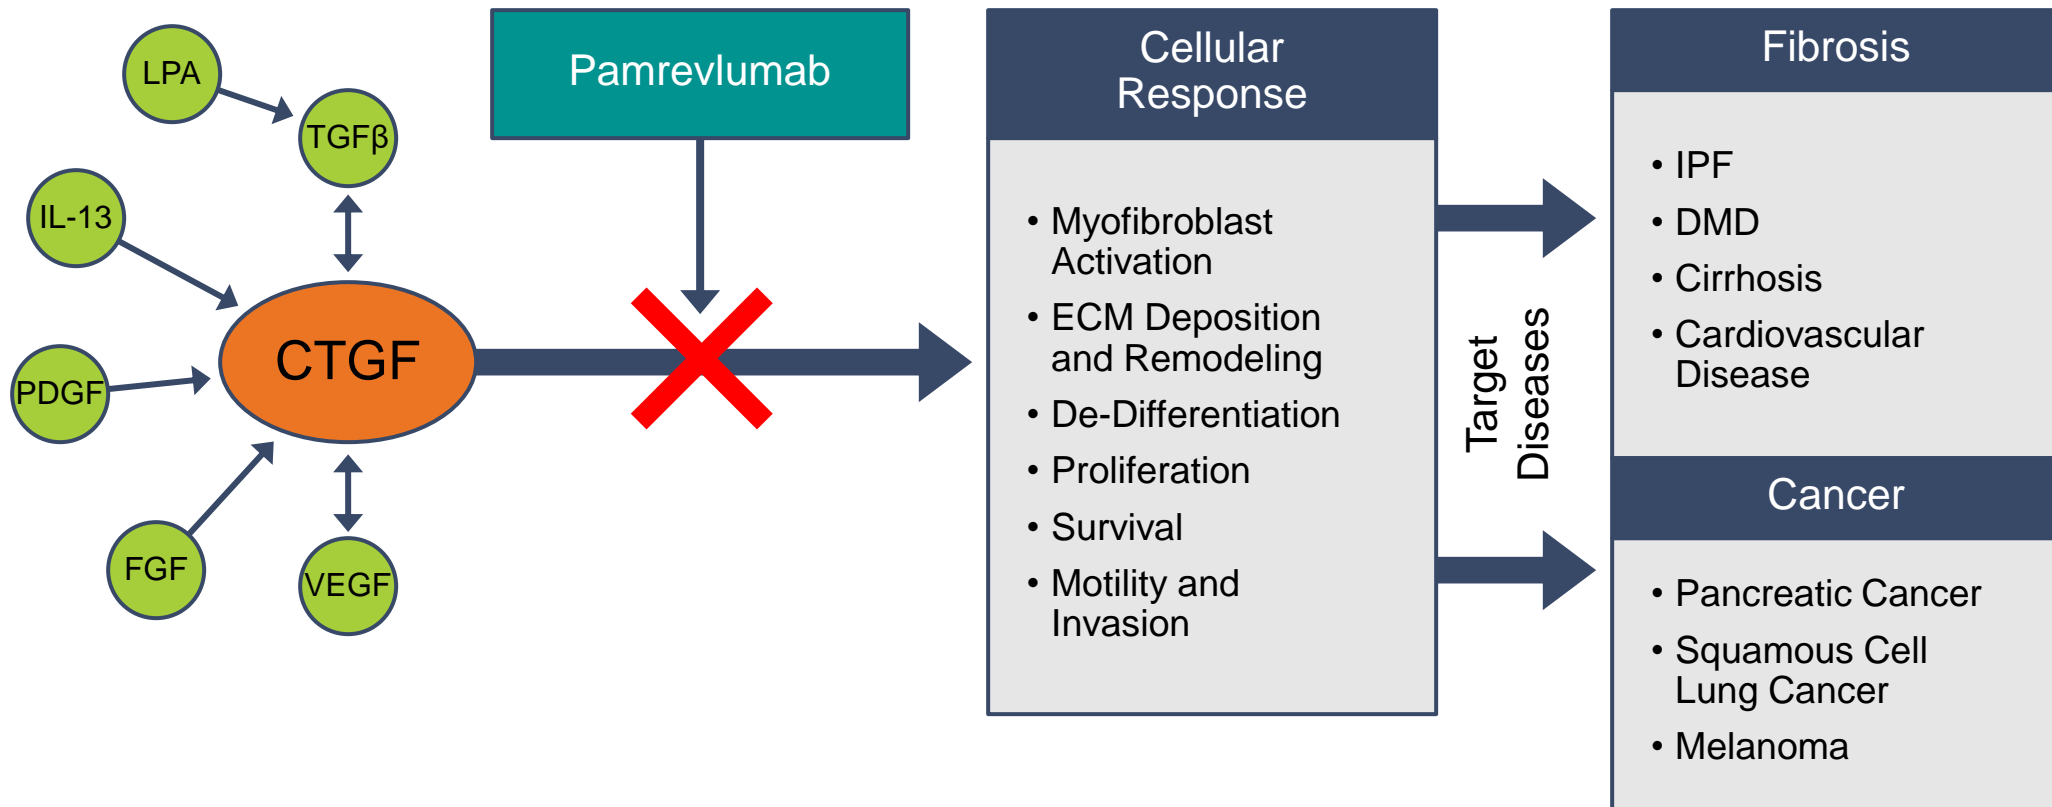 LPA
TGFβ
IL-13
CTGF
PDGF
FGF
VEGF
Pamrevlumab
Cellular
Response
• Myofibroblast
Activation
• ECM Deposition
and Remodeling
• De-Differentiation
• Proliferation
• Survival
• Motility and
Invasion
Target
Diseases
Fibrosis
• IPF
• DMD
• Cirrhosis
• Cardiovascular
Disease
Cancer
• Pancreatic Cancer
• Squamous Cell
Lung Cancer
• Melanoma